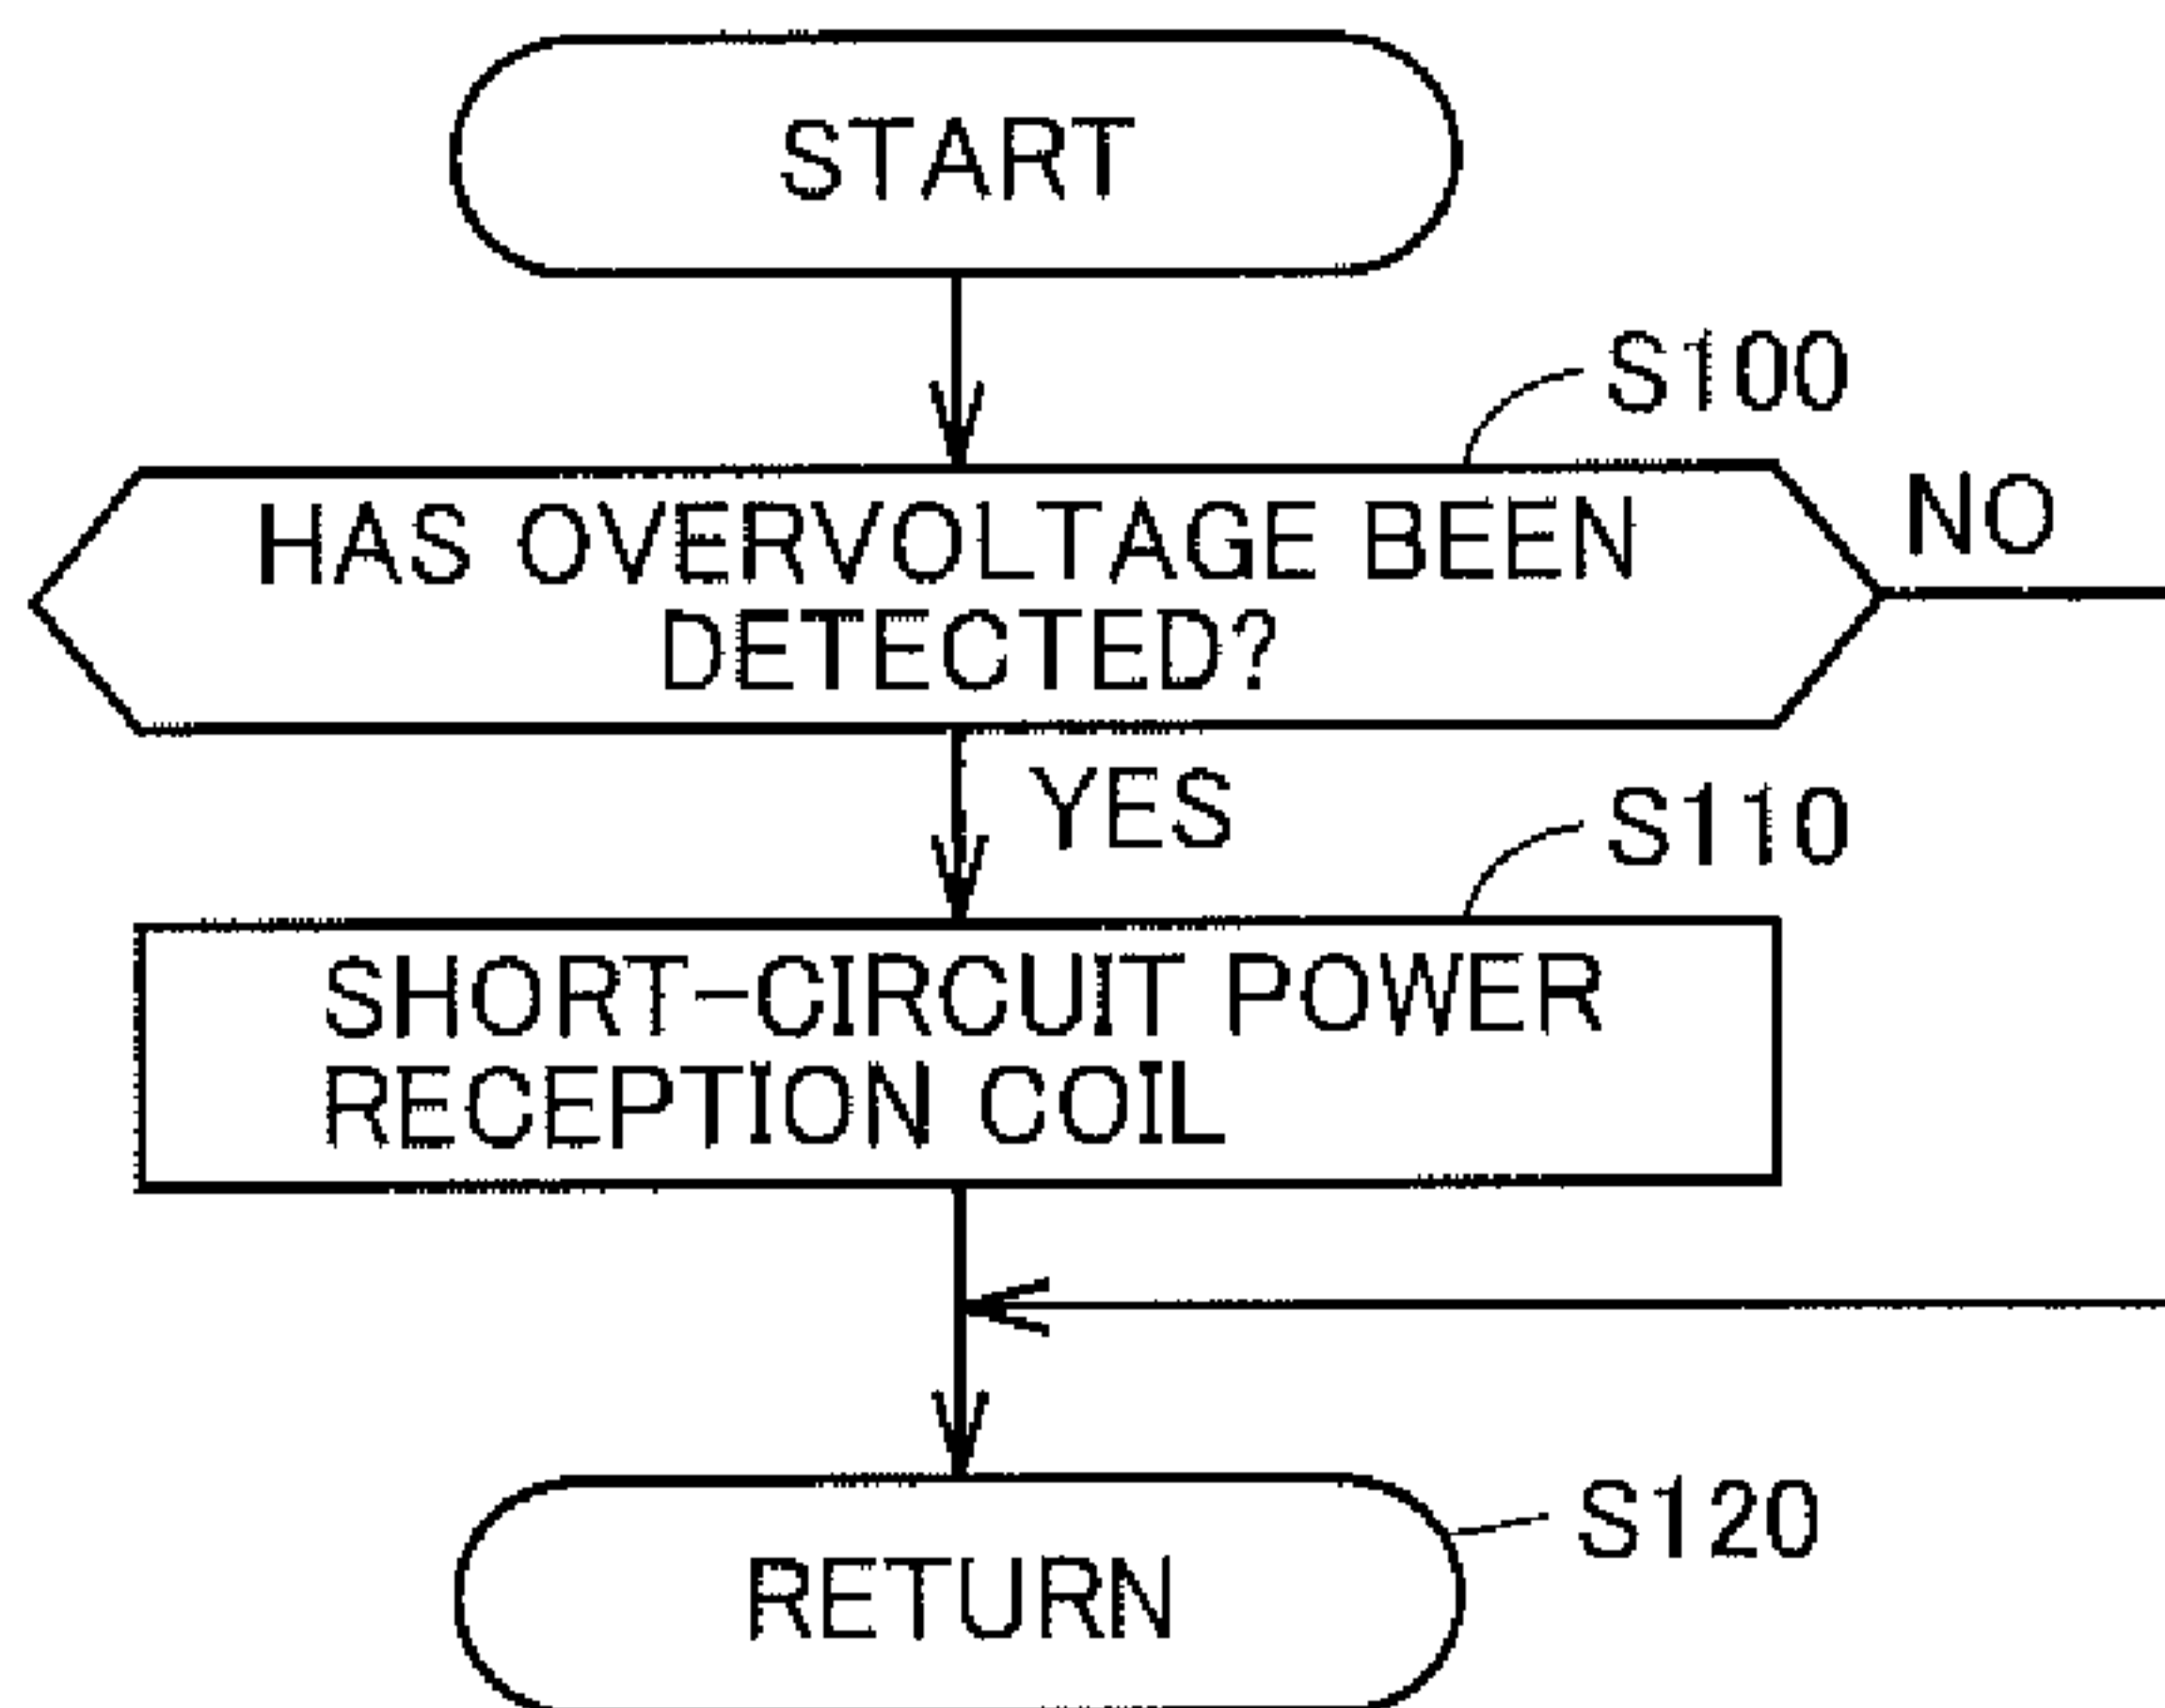 START
S100
HAS OVERVOLTAGE BEEN
DETECTED?
NO
YES
S110
SHORT-CIRCUIT POWER
RECEPTION COIL
S120
RETURN